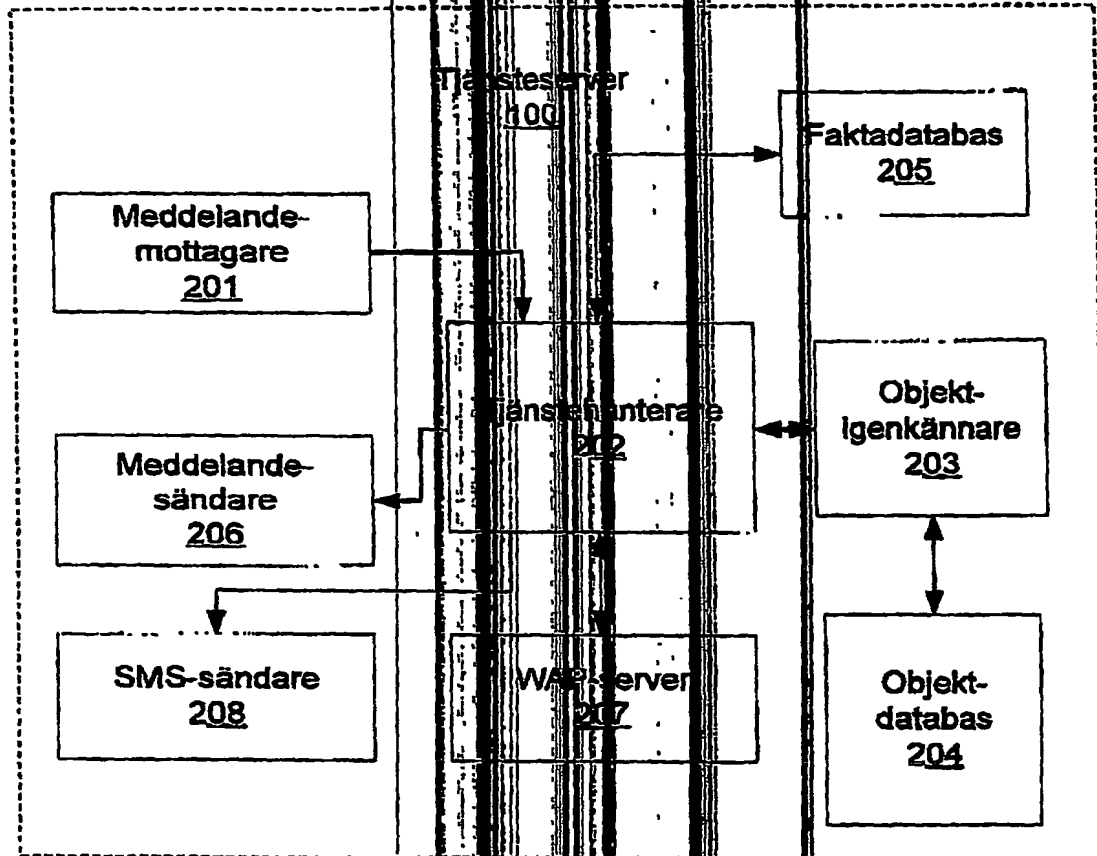 Tjänsteserver
100
Faktadatabas
205
Meddelande-
mottagare
201
Tjänstehanterare
202
Objekt-
igenkännare
203
Meddelande-
sändare
206
SMS-sändare
208
WAP-server
207
Objekt-
databas
204